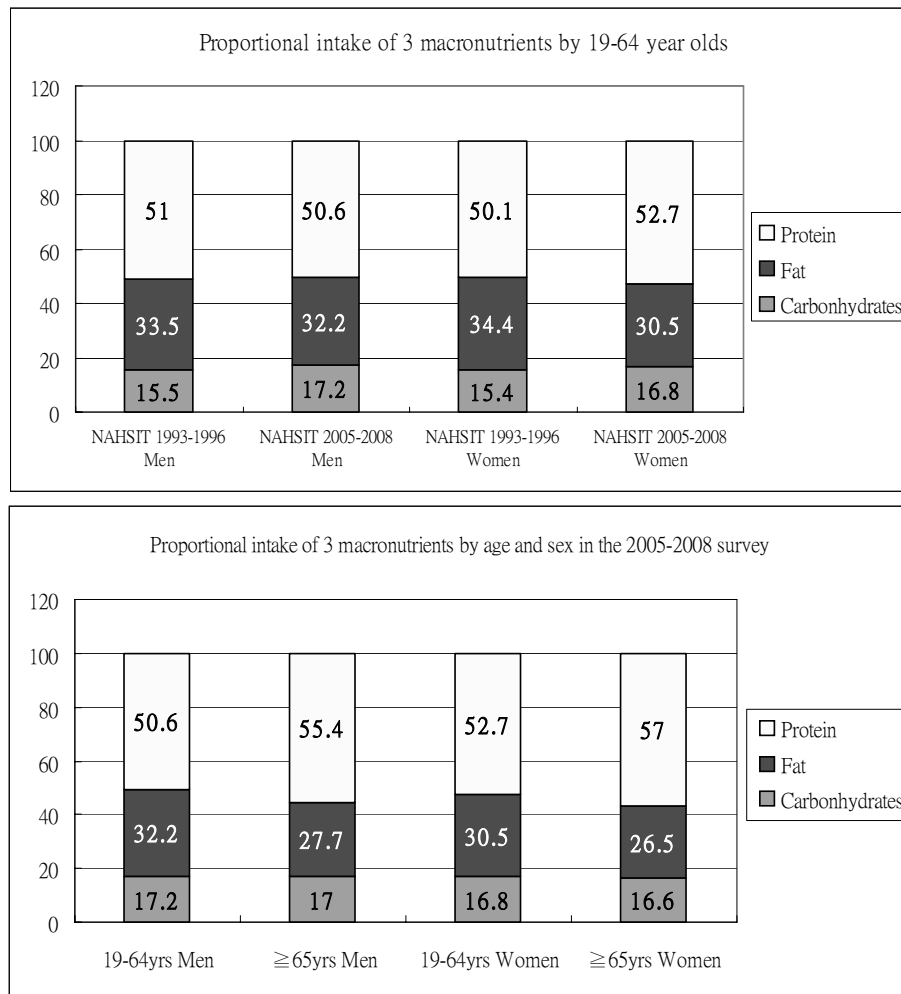 Proportional intake of 3 macronutrients by 19-64 year olds
120
100
80
60
40
20
0
51
50.6
50.1
52.7
33.5
32.2
34.4
30.5
15.5
17.2
15.4
16.8
NAHSIT 1993-1996 Men
NAHSIT 2005-2008 Men
NAHSIT 1993-1996 Women
NAHSIT 2005-2008 Women
Protein
Fat
Carbonhydrates
Proportional intake of 3 macronutrients by age and sex in the 2005-2008 survey
120
100
80
60
40
20
0
50.6
55.4
52.7
57
32.2
27.7
30.5
26.5
17.2
17
16.8
16.6
19-64yrs Men
≧65yrs Men
19-64yrs Women
≧65yrs Women
Protein
Fat
Carbonhydrates